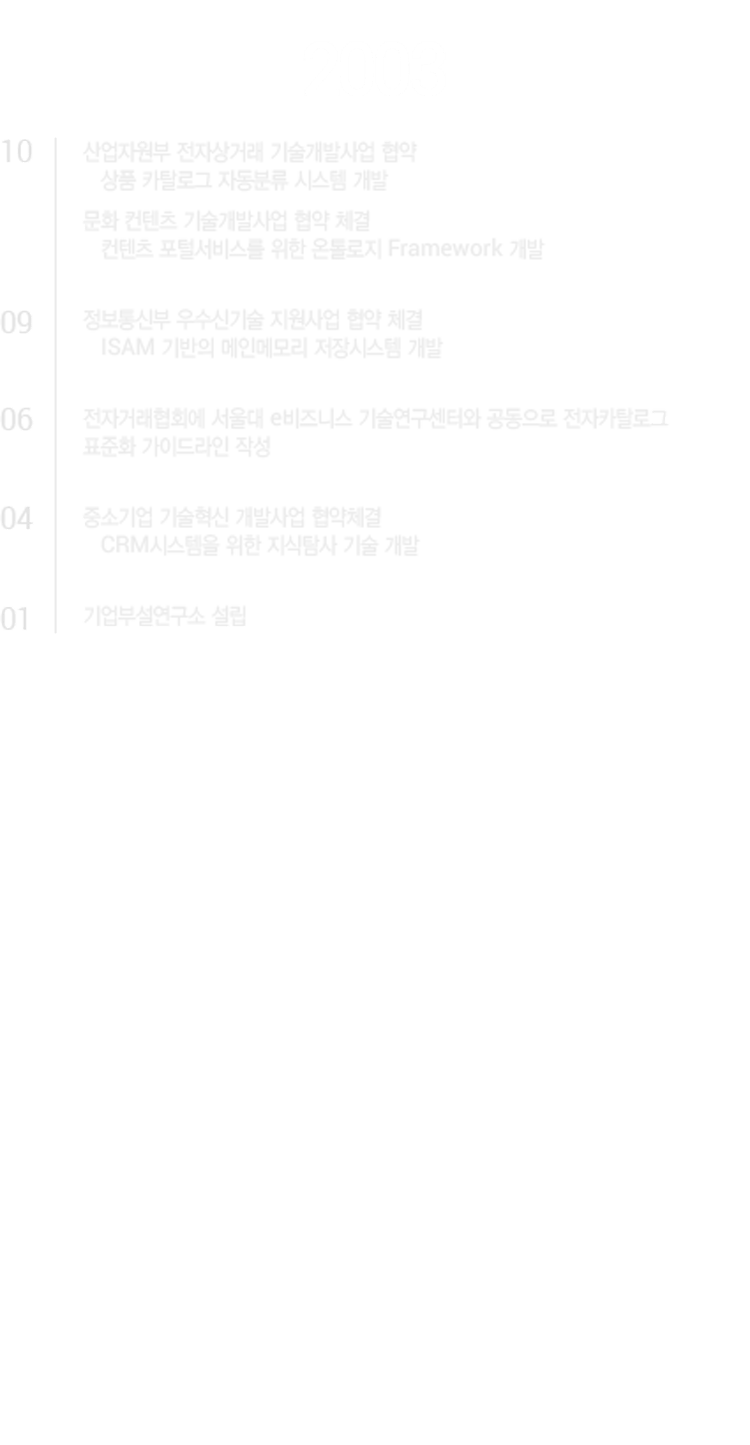 10 산업자원부 전자상거래 기술개발사업 협약
상품 카탈로그 자동분류 시스템 개발
문화 컨텐츠 기술개발사업 협약 체결
컨텐츠 포털서비스를 위한 온톨로지 Framework 개발
09 정보통신부 우수신기술 지원사업 협약 체결
ISAM 기반의 메인메모리 저장시스템 개발
06 전자거래협회에 서울대 e비즈니스 기술연구센터와 공동으로 전자카탈로그
표준화 가이드라인 작성
04 중소기업 기술혁신 개발사업 협약체결
CRM시스템을 위한 지식탐사 기술 개발
01 기업부설연구소 설립